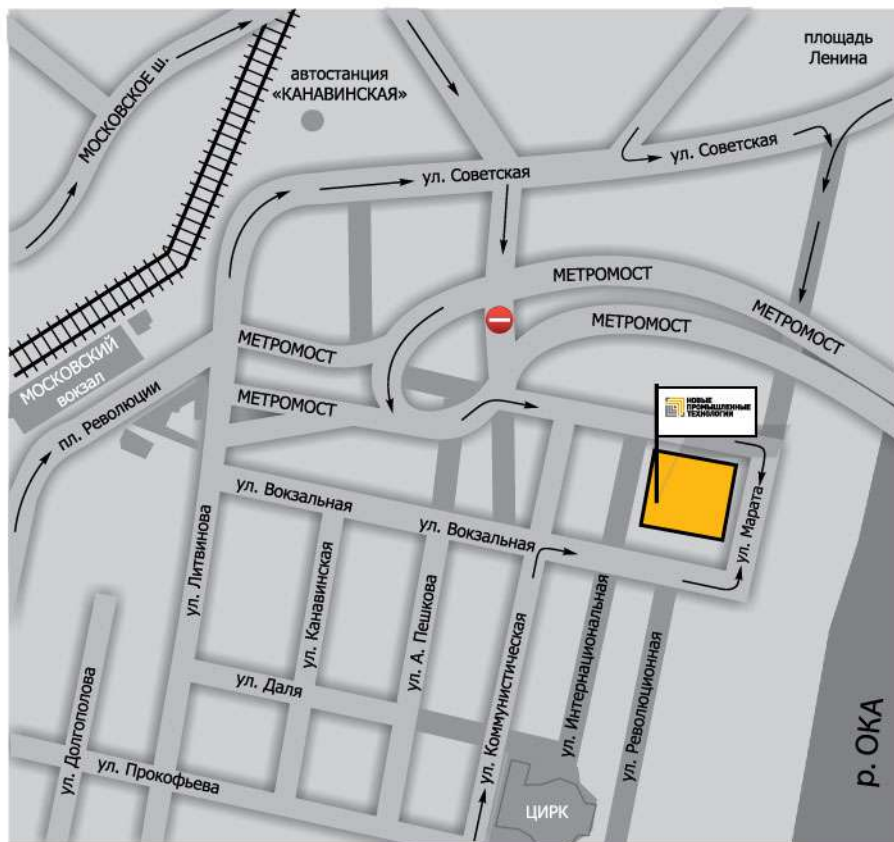 площадь
Ленина
автостанция
«КАНАВИНСКАЯ»
МОСКОВСКОЕ ш.
ул. Советская
ул. Советская
МЕТРОМОСТ
МЕТРОМОСТ
МЕТРОМОСТ
МЕТРОМОСТ
МЕТРОМОСТ
МОСКОВСКИЙ
вокзал
пл. Революции
НОВЫЕ
ПРОМЫШЛЕННЫЕ
ТЕХНОЛОГИИ
ул. Вокзальная
ул. Вокзальная
ул. Марата
ул. Литвинова
ул. Канавинская
ул. А. Пешкова
ул. Коммунистическая
ул. Интернациональная
ул. Революционная
ул. Даля
ул. Долгополова
ул. Прокофьева
ЦИРК
р. ОКА